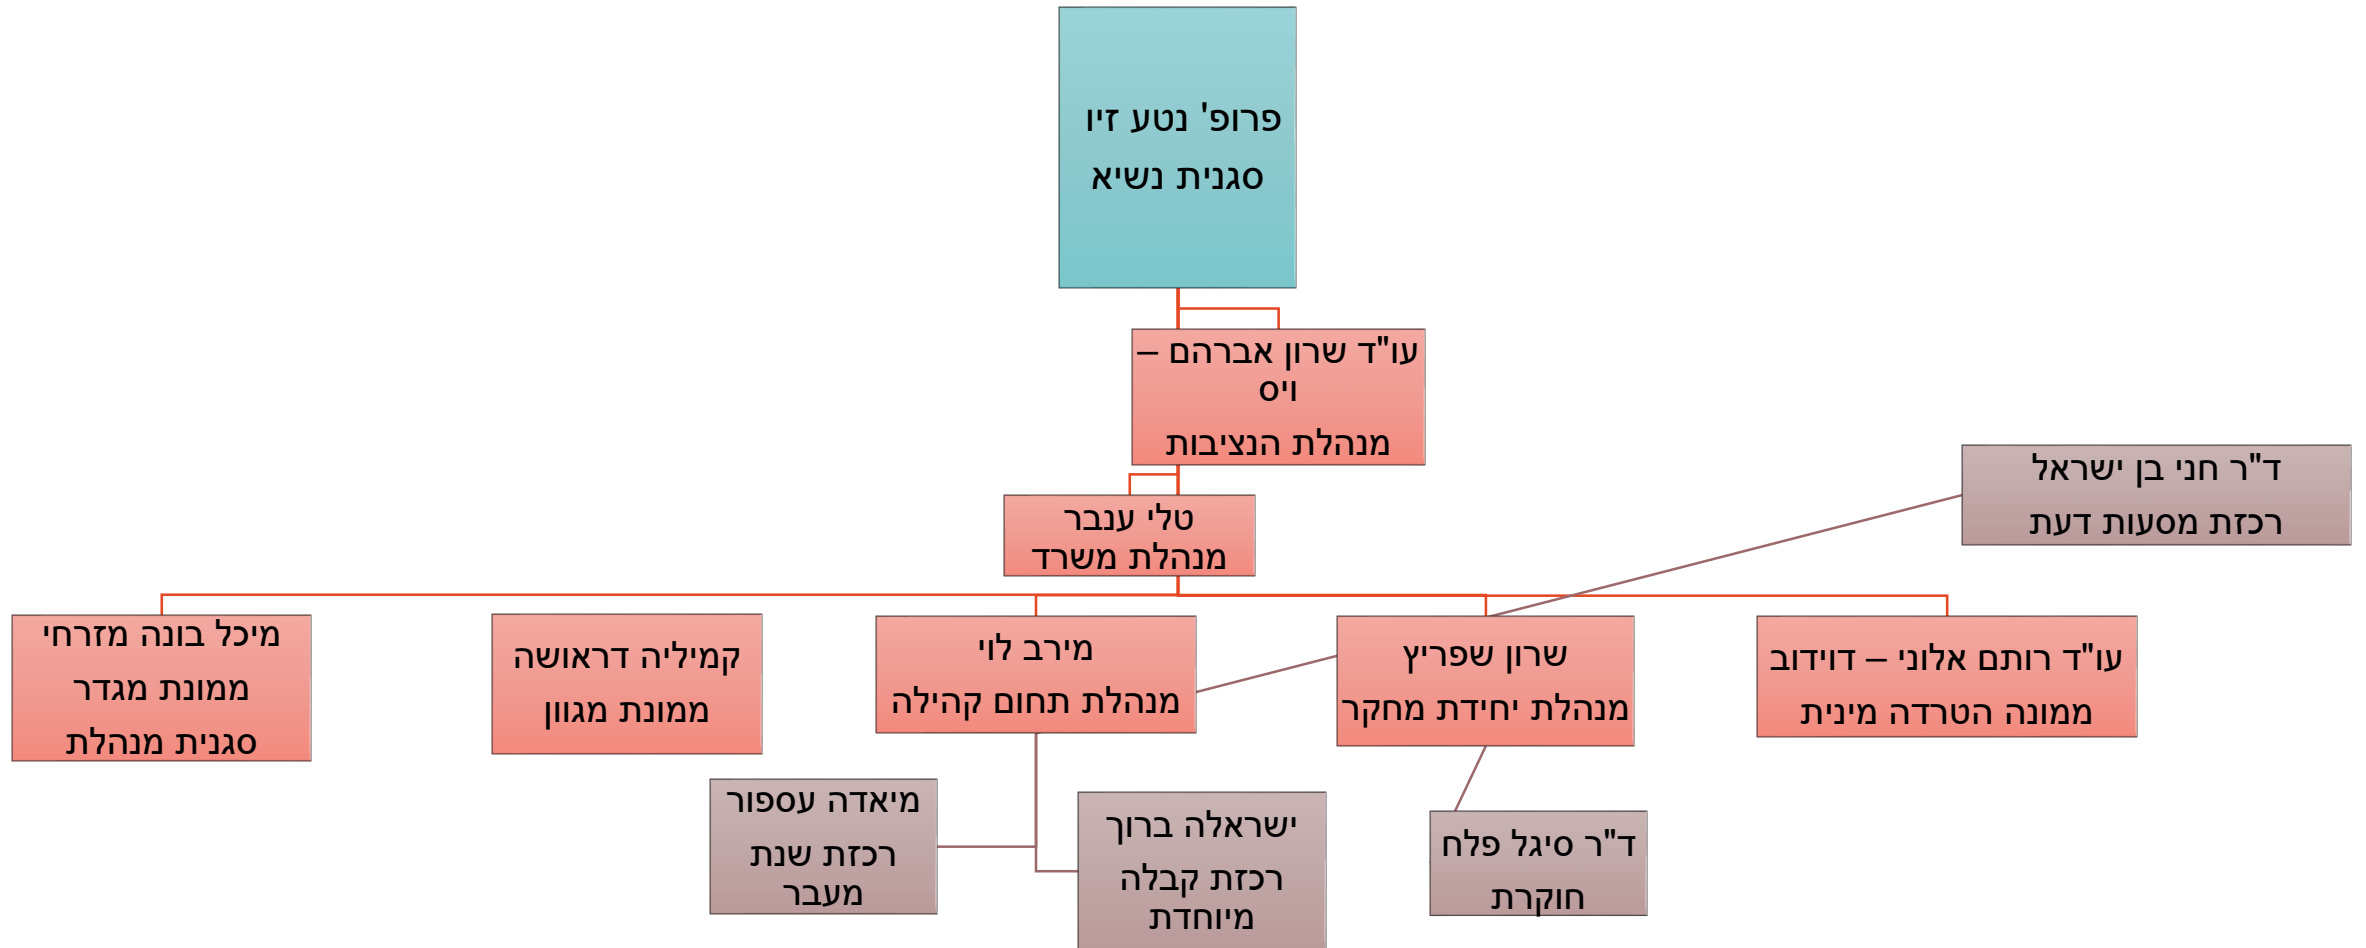 פרופ' נטע זיו
סגנית נשיא
עו"ד שרון אברהם –
ויס
מנהלת הנציבות
טלי ענבר
מנהלת משרד
ד"ר חני בן ישראל
רכזת מסעות דעת
עו"ד רותם אלוני – דוידוב
ממונה הטרדה מינית
שרון שפריץ
מנהלת יחידת מחקר
מירב לוי
מנהלת תחום קהילה
קמיליה דראושה
ממונת מגוון
מיכל בונה מזרחי
ממונת מגדר
סגנית מנהלת
ד"ר סיגל פלח
חוקרת
ישראלה ברוך
רכזת קבלה
מיוחדת
מיאדה עספור
רכזת שנת
מעבר